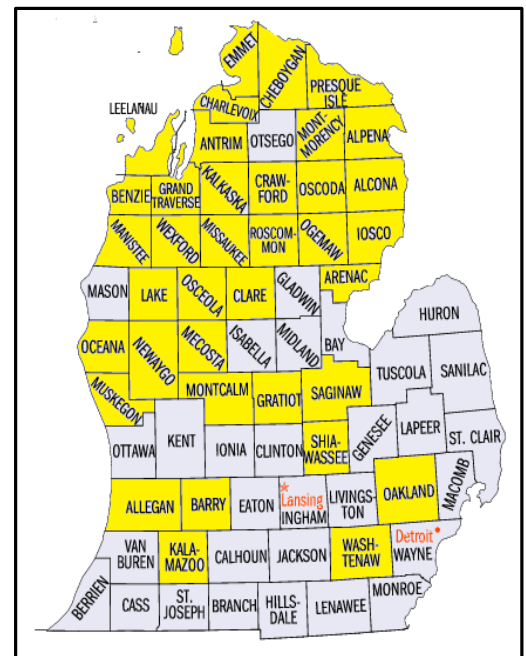 EMMET
CHEBOYGAN
PRESQUE
ISLE
LEELANAU
CHARLEVOIX
ANTRIM
OTSEGO
MONT-
MORENCY
ALPENA
BENZIE
GRAND
TRAVERSE
KALKASKA
CRAW-
FORD
OSCODA
ALCONA
MANISTEE
WEXFORD
MISSAUKEE
ROSCOM-
MON
OGEMAW
IOSCO
ARENAC
MASON
LAKE
OSCEOLA
CLARE
GLADWIN
HURON
OCEANA
NEWAYGO
MECOSTA
ISABELLA
MIDLAND
BAY
TUSCOLA
SANILAC
MUSKEGON
MONTCALM
GRATIOT
SAGINAW
OTTAWA
KENT
IONIA
CLINTON
SHIA-
WASSEE
GENESEE
LAPEER
ST. CLAIR
ALLEGAN
BARRY
EATON
*
Lansing
INGHAM
LIVINGS-
TON
OAKLAND
MACOMB
VAN
BUREN
KALA-
MAZOO
CALHOUN
JACKSON
WASH-
TENAW
Detroit
WAYNE
BERRIEN
CASS
ST.
JOSEPH
BRANCH
HILLS-
DALE
LENAWEE
MONROE